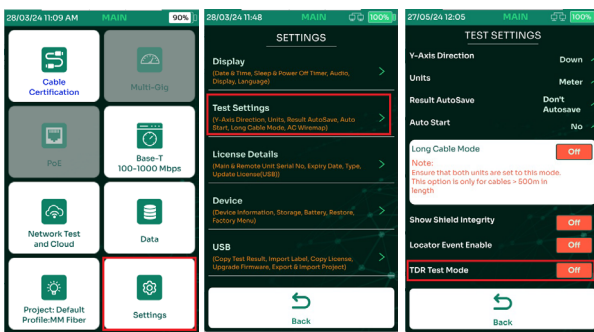 28/03/24 11:09 AM MAIN 90%
Cable
Certification
Multi-Gig
PoE
Base-T
100-1000 Mbps
Network Test
and Cloud
Data
Project: Default
Profile:MM Fiber
Settings
28/03/24 11:48 MAIN 100%
SETTINGS
Display
(Date & Time, Sleep & Power Off Timer, Audio,
Display, Language)
Test Settings
(Y-Axis Direction, Units, Result AutoSave, Auto
Start, Long Cable Mode, AC Wiremap)
License Details
(Main & Remote Unit Serial No, Expiry Date, Type,
Update License(USB))
Device
(Device Information, Storage, Battery, Restore,
Factory Menu)
USB
(Copy Test Result, Import Label, Copy License,
Upgrade Firmware, Export & Import Project)
Back
27/05/24 12:05 MAIN 100%
TEST SETTINGS
Y-Axis Direction Down
Units Meter
Result AutoSave Don't
Autosave
Auto Start No
Long Cable Mode Off
Note:
Ensure that both units are set to this mode.
This option is only for cables > 500m in
length
Show Shield Integrity Off
Locator Event Enable Off
TDR Test Mode Off
Back